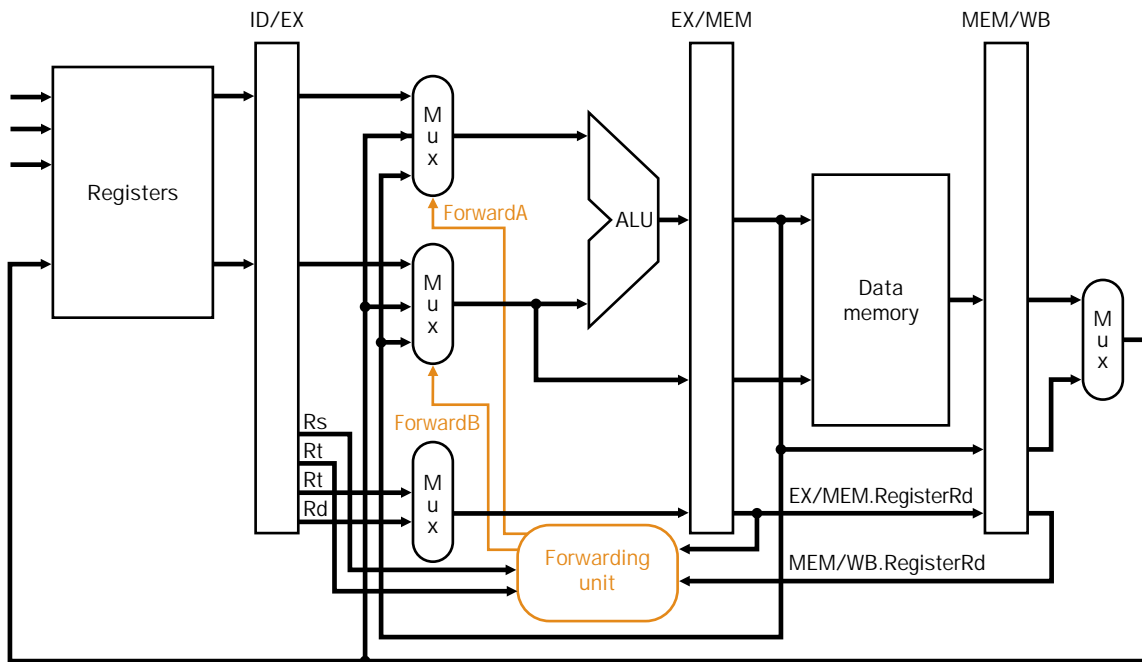 ID/EX
EX/MEM
MEM/WB
M
u
x
Registers
ForwardA
ALU
M
u
x
Data
memory
M
u
x
ForwardB
Rs
Rt
Rt
Rd
M
u
x
EX/MEM.RegisterRd
Forwarding
unit
MEM/WB.RegisterRd